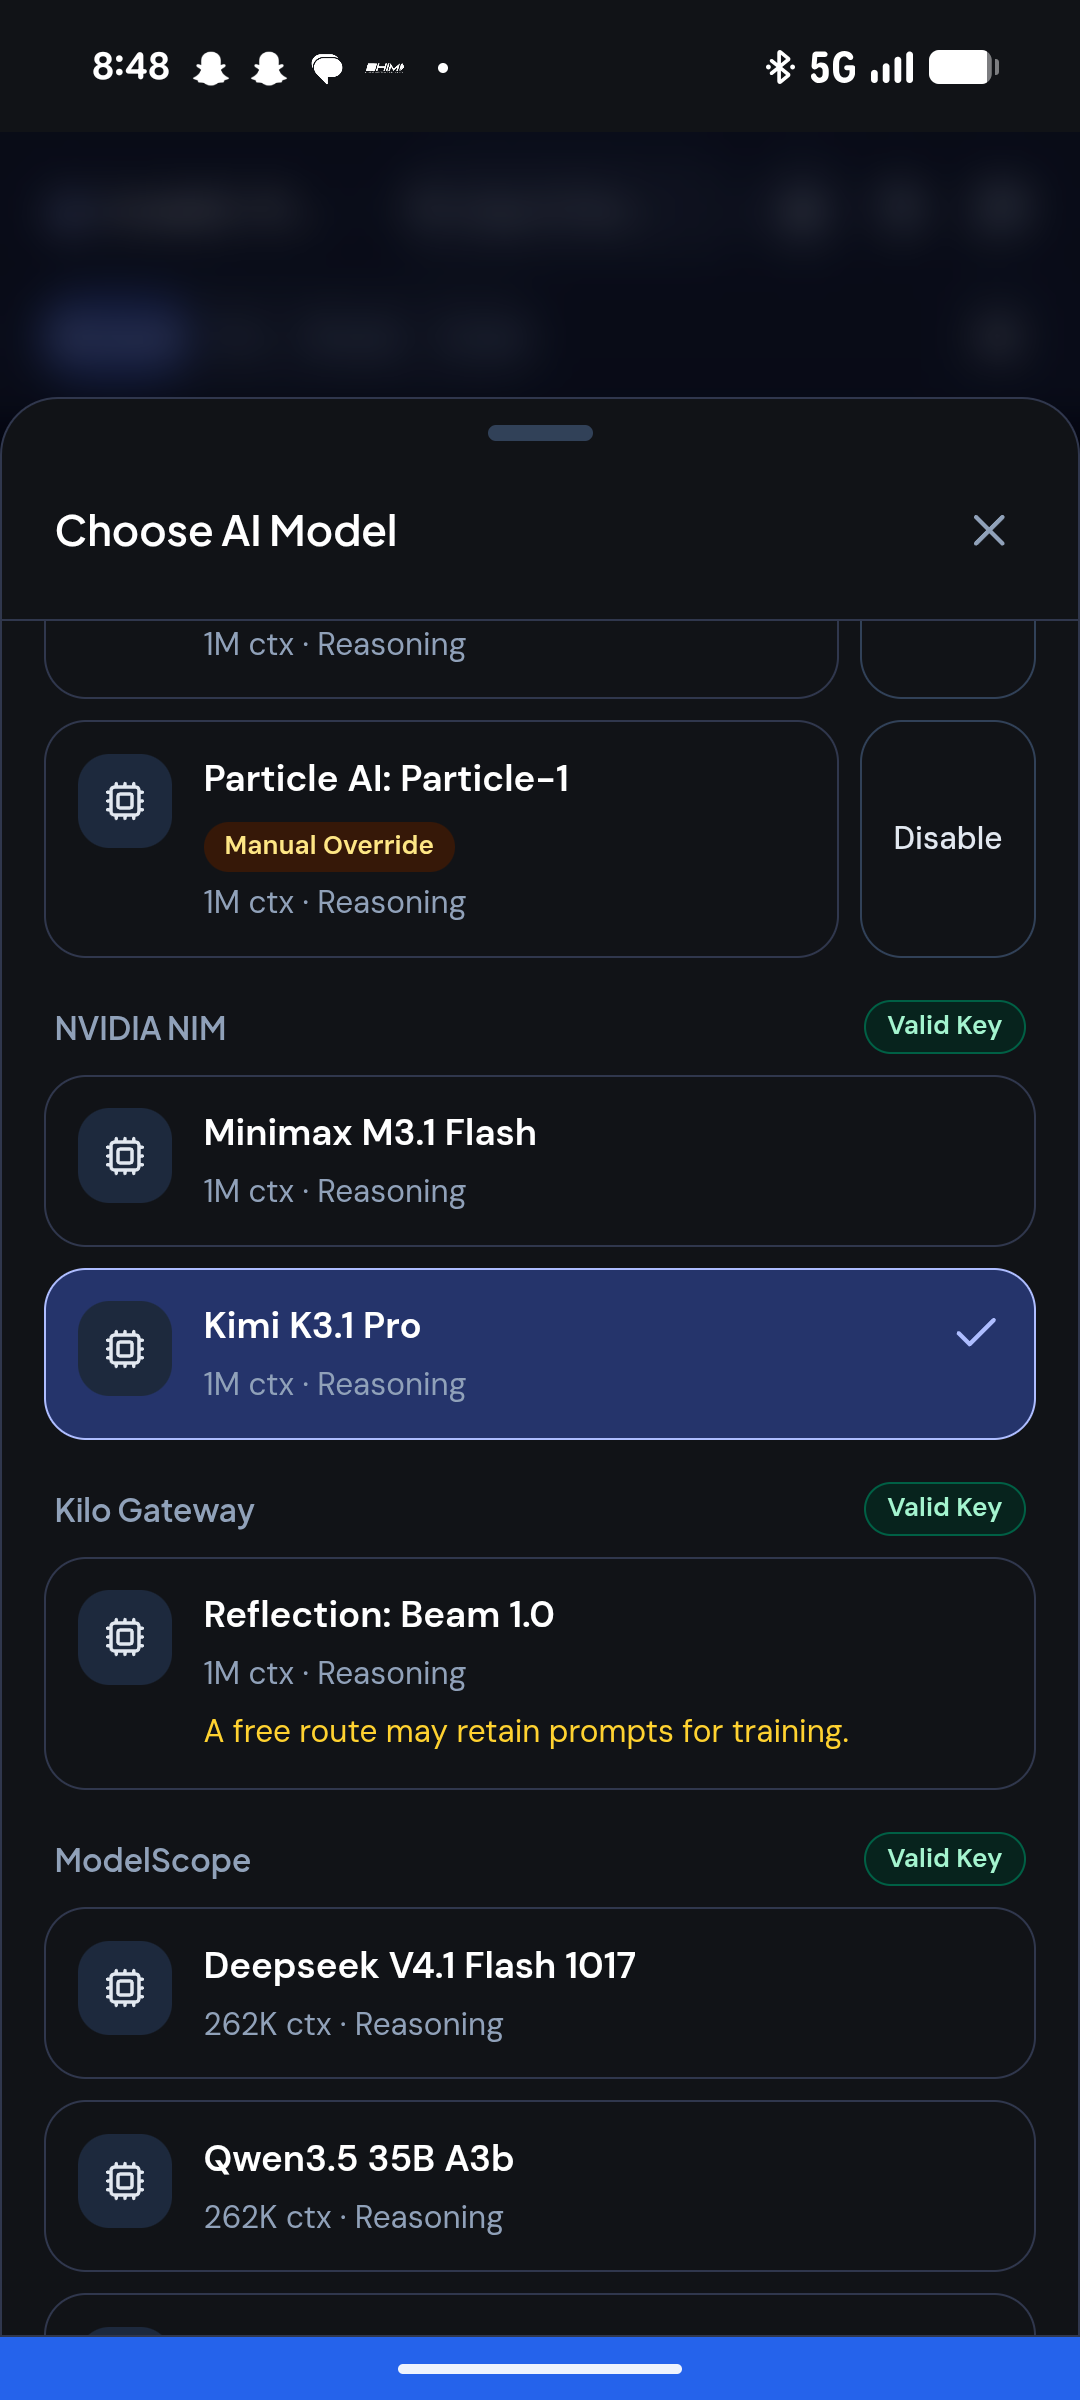 8:48
5G
Choose AI Model
1M ctx · Reasoning
Particle AI: Particle-1
Manual Override
1M ctx · Reasoning
Disable
NVIDIA NIM
Valid Key
Minimax M3.1 Flash
1M ctx · Reasoning
Kimi K3.1 Pro
1M ctx · Reasoning
Kilo Gateway
Valid Key
Reflection: Beam 1.0
1M ctx · Reasoning
A free route may retain prompts for training.
ModelScope
Valid Key
Deepseek V4.1 Flash 1017
262K ctx · Reasoning
Qwen3.5 35B A3b
262K ctx · Reasoning